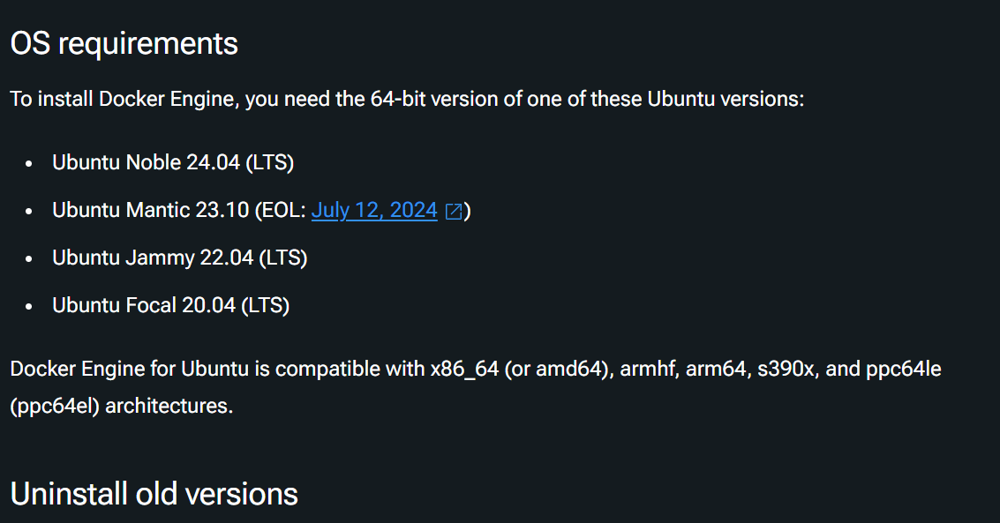 OS requirements
To install Docker Engine, you need the 64-bit version of one of these Ubuntu versions:
• Ubuntu Noble 24.04 (LTS)
• Ubuntu Mantic 23.10 (EOL: July 12, 2024)
• Ubuntu Jammy 22.04 (LTS)
• Ubuntu Focal 20.04 (LTS)
Docker Engine for Ubuntu is compatible with x86_64 (or amd64), armhf, arm64, s390x, and ppc64le
(ppc64el) architectures.
Uninstall old versions